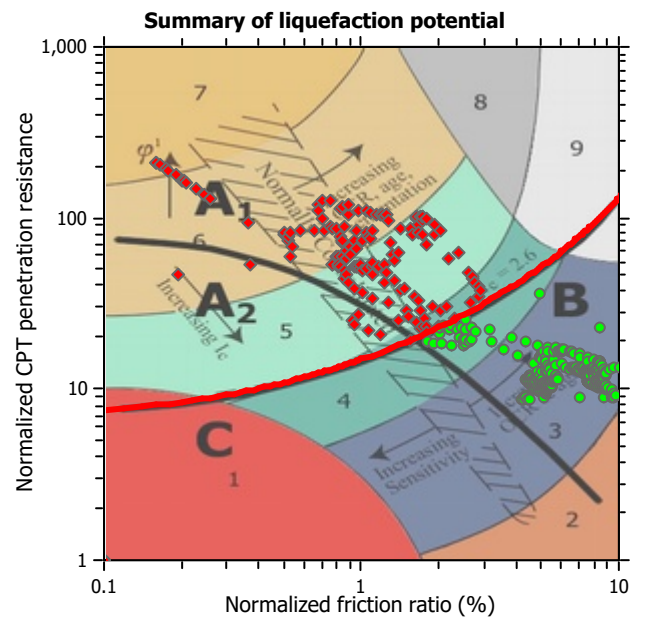 Summary of liquefaction potential
Normalized CPT penetration resistance
1,000
100
10
1
7
8
9
φ'
Increasing
A1
6
A2
Increasing Ic
5
= 2.6
B
4
C
1
3
Increasing
Sensitivity
2
0.1
1
10
Normalized friction ratio (%)